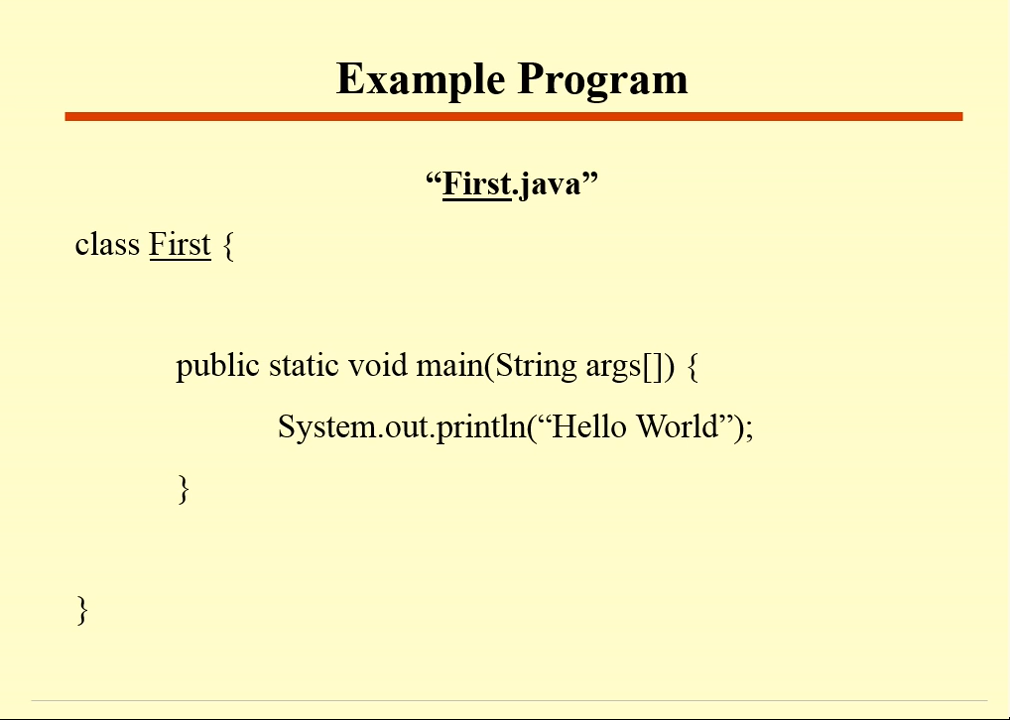 Example Program
“First.java”
class First {
public static void main(String args[]) {
System.out.println(“Hello World”);
}
}